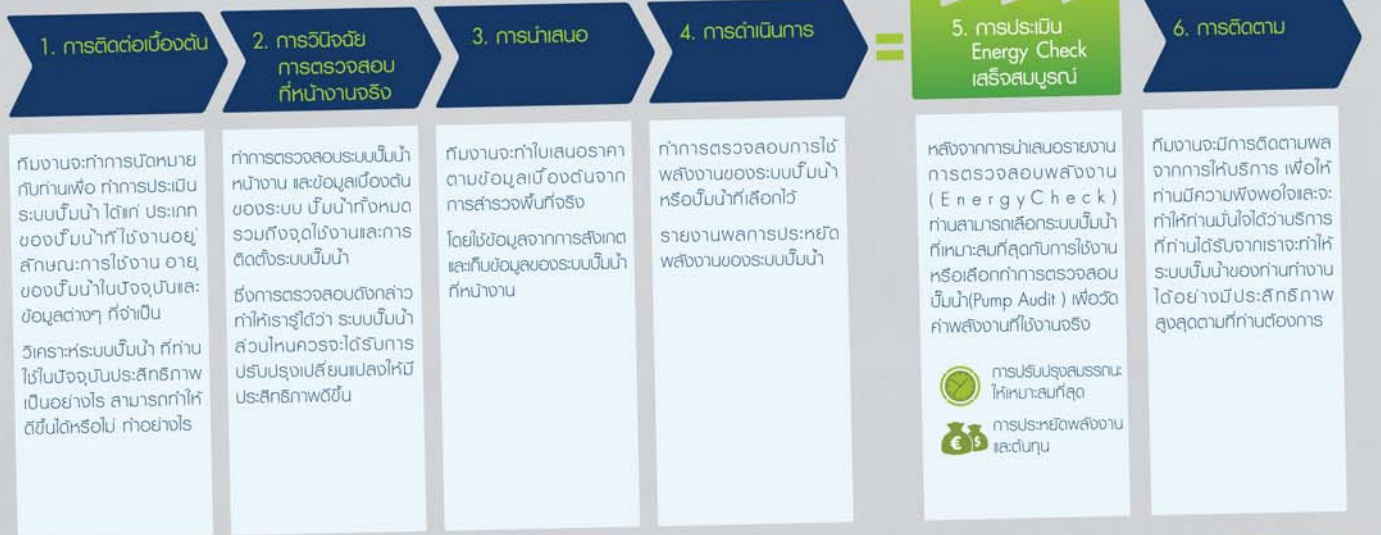 1. การติดต่อเบื้องต้น
ทีมงานจะทำการนัดหมาย
กับท่านเพื่อ ทำการประเมิน
ระบบปั๊มน้ำ ได้แก่ ประเภท
ของปั๊มน้ำที่ใช้งานอยู่
ลักษณะการใช้งาน อายุ
ของปั๊มน้ำในปัจจุบันและ
ข้อมูลต่างๆ ที่จำเป็น
วิเคราะห์ระบบปั๊มน้ำ ที่ท่าน
ใช้ในปัจจุบันประสิทธิภาพ
เป็นอย่างไร สามารถทำให้
ดีขึ้นได้หรือไม่ ทำอย่างไร
2. การวินิจฉัย
การตรวจสอบ
ที่หน้างานจริง
ทำการตรวจสอบระบบปั๊มน้ำ
หน้างาน และข้อมูลเบื้องต้น
ของระบบ ปั๊มน้ำทั้งหมด
รวมถึงจุดใช้งานและการ
ติดตั้งระบบปั๊มน้ำ
ซึ่งการตรวจสอบดังกล่าว
ทำให้เรารู้ได้ว่า ระบบปั๊มน้ำ
ส่วนไหนควรจะได้รับการ
ปรับปรุงเปลี่ยนแปลงให้มี
ประสิทธิภาพดีขึ้น
3. การนำเสนอ
ทีมงานจะทำใบเสนอราคา
ตามข้อมูลเบื้องต้นจาก
การสำรวจพื้นที่จริง
โดยใช้ข้อมูลจากการสังเกต
และเก็บข้อมูลของระบบปั๊มน้ำ
ที่หน้างาน
4. การดำเนินการ
ทำการตรวจสอบการใช้
พลังงานของระบบปั๊มน้ำ
หรือปั๊มน้ำที่เลือกไว้
รายงานผลการประหยัด
พลังงานของระบบปั๊มน้ำ
=
5. การประเมิน
Energy Check
เสร็จสมบูรณ์
หลังจากการนำเสนอรายงาน
การตรวจสอบพลังงาน
(EnergyCheck)
ท่านสามารถเลือกระบบปั๊มน้ำ
ที่เหมาะสมที่สุดกับการใช้งาน
หรือเลือกทำการตรวจสอบ
ปั๊มน้ำ(Pump Audit ) เพื่อวัด
ค่าพลังงานที่ใช้งานจริง
การปรับปรุงสมรรถนะ
ให้เหมาะสมที่สุด
€ $ การประหยัดพลังงาน
และต้นทุน
6. การติดตาม
ทีมงานจะมีการติดตามผล
จากการให้บริการ เพื่อให้
ท่านมีความพึงพอใจและจะ
ทำให้ท่านมั่นใจได้ว่าบริการ
ที่ท่านได้รับจากเราจะทำให้
ระบบปั๊มน้ำของท่านทำงาน
ได้อย่างมีประสิทธิภาพ
สูงสุดตามที่ท่านต้องการ